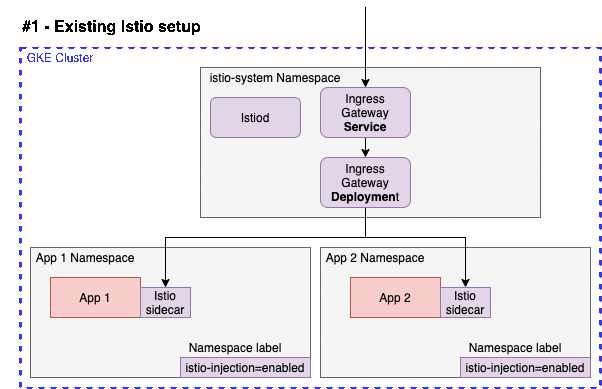 #1 - Existing Istio setup
GKE Cluster
istio-system Namespace
Istiod
Ingress
Gateway
Service
Ingress
Gateway
Deployment
App 1 Namespace
App 1
Istio
sidecar
Namespace label
istio-injection=enabled
App 2 Namespace
App 2
Istio
sidecar
Namespace label
istio-injection=enabled